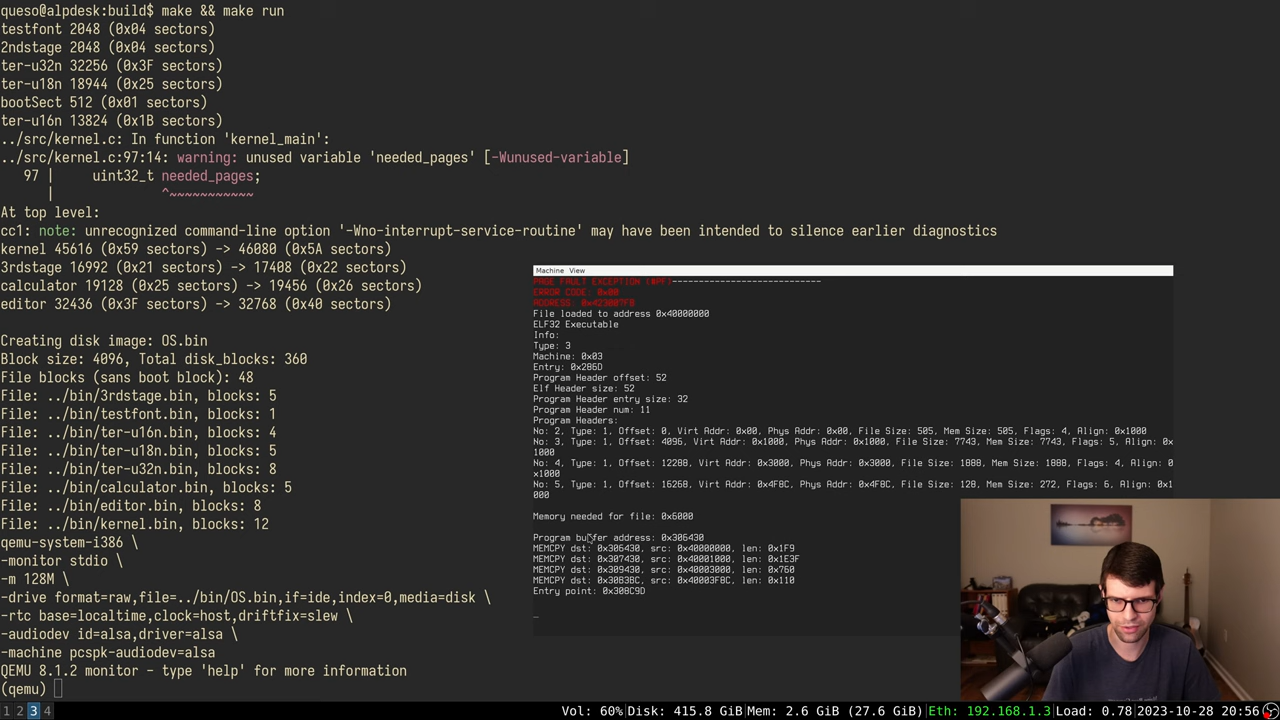 queso@alpdesk:build$ make && make run
testfont 2048 (0x04 sectors)
2ndstage 2048 (0x04 sectors)
ter-u32n 32256 (0x3F sectors)
ter-u18n 18944 (0x25 sectors)
bootSect 512 (0x01 sectors)
ter-u16n 13824 (0x1B sectors)
../src/kernel.c: In function 'kernel_main':
../src/kernel.c:97:14: warning: unused variable 'needed_pages' [-Wunused-variable]
97 |     uint32_t needed_pages;
|              ^~~~~~~~~~~~
At top level:
cc1: note: unrecognized command-line option '-Wno-interrupt-service-routine' may have been intended to silence earlier diagnostics
kernel 45616 (0x59 sectors) -> 46080 (0x5A sectors)
3rdstage 16992 (0x21 sectors) -> 17408 (0x22 sectors)
calculator 19128 (0x25 sectors) -> 19456 (0x26 sectors)
editor 32436 (0x3F sectors) -> 32768 (0x40 sectors)
Creating disk image: OS.bin
Block size: 4096, Total disk_blocks: 360
File blocks (sans boot block): 48
File: ../bin/3rdstage.bin, blocks: 5
File: ../bin/testfont.bin, blocks: 1
File: ../bin/ter-u16n.bin, blocks: 4
File: ../bin/ter-u18n.bin, blocks: 5
File: ../bin/ter-u32n.bin, blocks: 8
File: ../bin/calculator.bin, blocks: 5
File: ../bin/editor.bin, blocks: 8
File: ../bin/kernel.bin, blocks: 12
qemu-system-i386 \
-monitor stdio \
-m 128M \
-drive format=raw,file=../bin/OS.bin,if=ide,index=0,media=disk \
-rtc base=localtime,clock=host,driftfix=slew \
-audiodev id=alsa,driver=alsa \
-machine pcspk-audiodev=alsa
QEMU 8.1.2 monitor - type 'help' for more information
(qemu)
Machine View
PAGE FAULT EXCEPTION (#PF)---------------------------
ERROR CODE: 0x00
ADDRESS: 0x423007F8
File loaded to address 0x40000000
ELF32 Executable
Info:
Type: 3
Machine: 0x03
Entry: 0x286D
Program Header offset: 52
Elf Header size: 52
Program Header entry size: 32
Program Header num: 11
Program Headers:
No: 2, Type: 1, Offset: 0, Virt Addr: 0x00, Phys Addr: 0x00, File Size: 505, Mem Size: 505, Flags: 4, Align: 0x1000
No: 3, Type: 1, Offset: 4096, Virt Addr: 0x1000, Phys Addr: 0x1000, File Size: 7743, Mem Size: 7743, Flags: 5, Align: 0x
1000
No: 4, Type: 1, Offset: 12288, Virt Addr: 0x3000, Phys Addr: 0x3000, File Size: 1888, Mem Size: 1888, Flags: 4, Align: 0
x1000
No: 5, Type: 1, Offset: 16268, Virt Addr: 0x4F8C, Phys Addr: 0x4F8C, File Size: 128, Mem Size: 272, Flags: 6, Align: 0x1
000
Memory needed for file: 0x6000
Program buffer address: 0x306430
MEMCPY dst: 0x306430, src: 0x40000000, len: 0x1F9
MEMCPY dst: 0x307430, src: 0x40001000, len: 0x1E3F
MEMCPY dst: 0x309430, src: 0x40003000, len: 0x760
MEMCPY dst: 0x30B3BC, src: 0x40003F8C, len: 0x110
Entry point: 0x308C9D
1 2 3 4
Vol: 60% Disk: 415.8 GiB Mem: 2.6 GiB (27.6 GiB) Eth: 192.168.1.3 Load: 0.78 2023-10-28 20:56